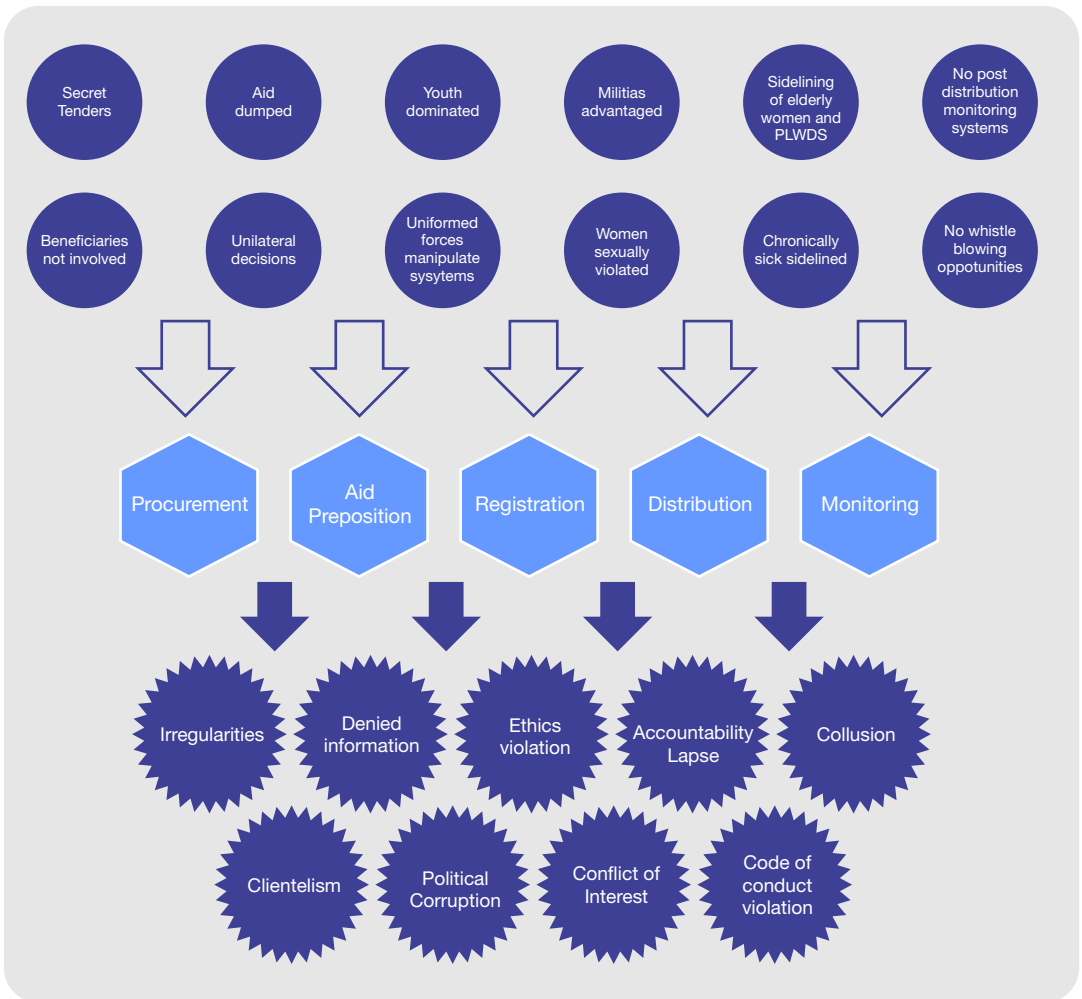 Secret
Tenders
Aid
dumped
Youth
dominated
Militias
advantaged
Sidelining
of elderly
women and
PLWDS
No post
distribution
monitoring
systems
Beneficiaries
not involved
Unilateral
decisions
Uniformed
forces
manipulate
sysytems
Women
sexually
violated
Chronically
sick sidelined
No whistle
blowing
oppotunities
Procurement
Aid
Preposition
Registration
Distribution
Monitoring
Irregularities
Denied
information
Ethics
violation
Accountability
Lapse
Collusion
Clientelism
Political
Corruption
Conflict of
Interest
Code of
conduct
violation